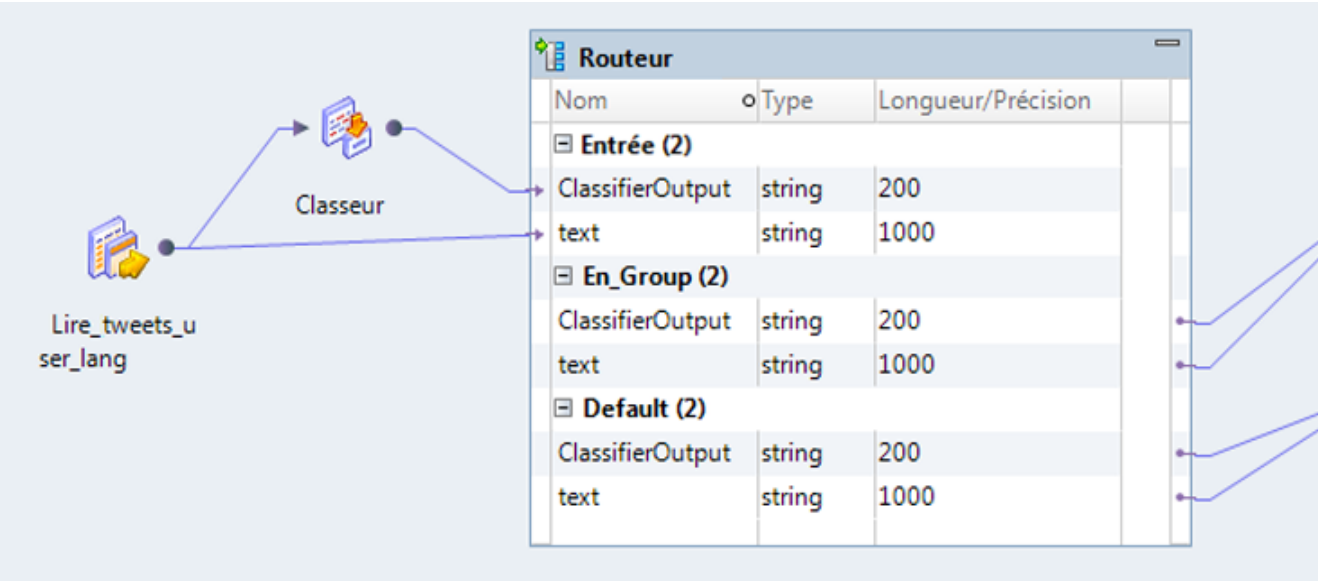 Routeur
Nom Type Longueur/Précision
Entrée (2)
ClassifierOutput string 200
text string 1000
En_Group (2)
ClassifierOutput string 200
text string 1000
Default (2)
ClassifierOutput string 200
text string 1000
Classeur
Lire_tweets_u
ser_lang